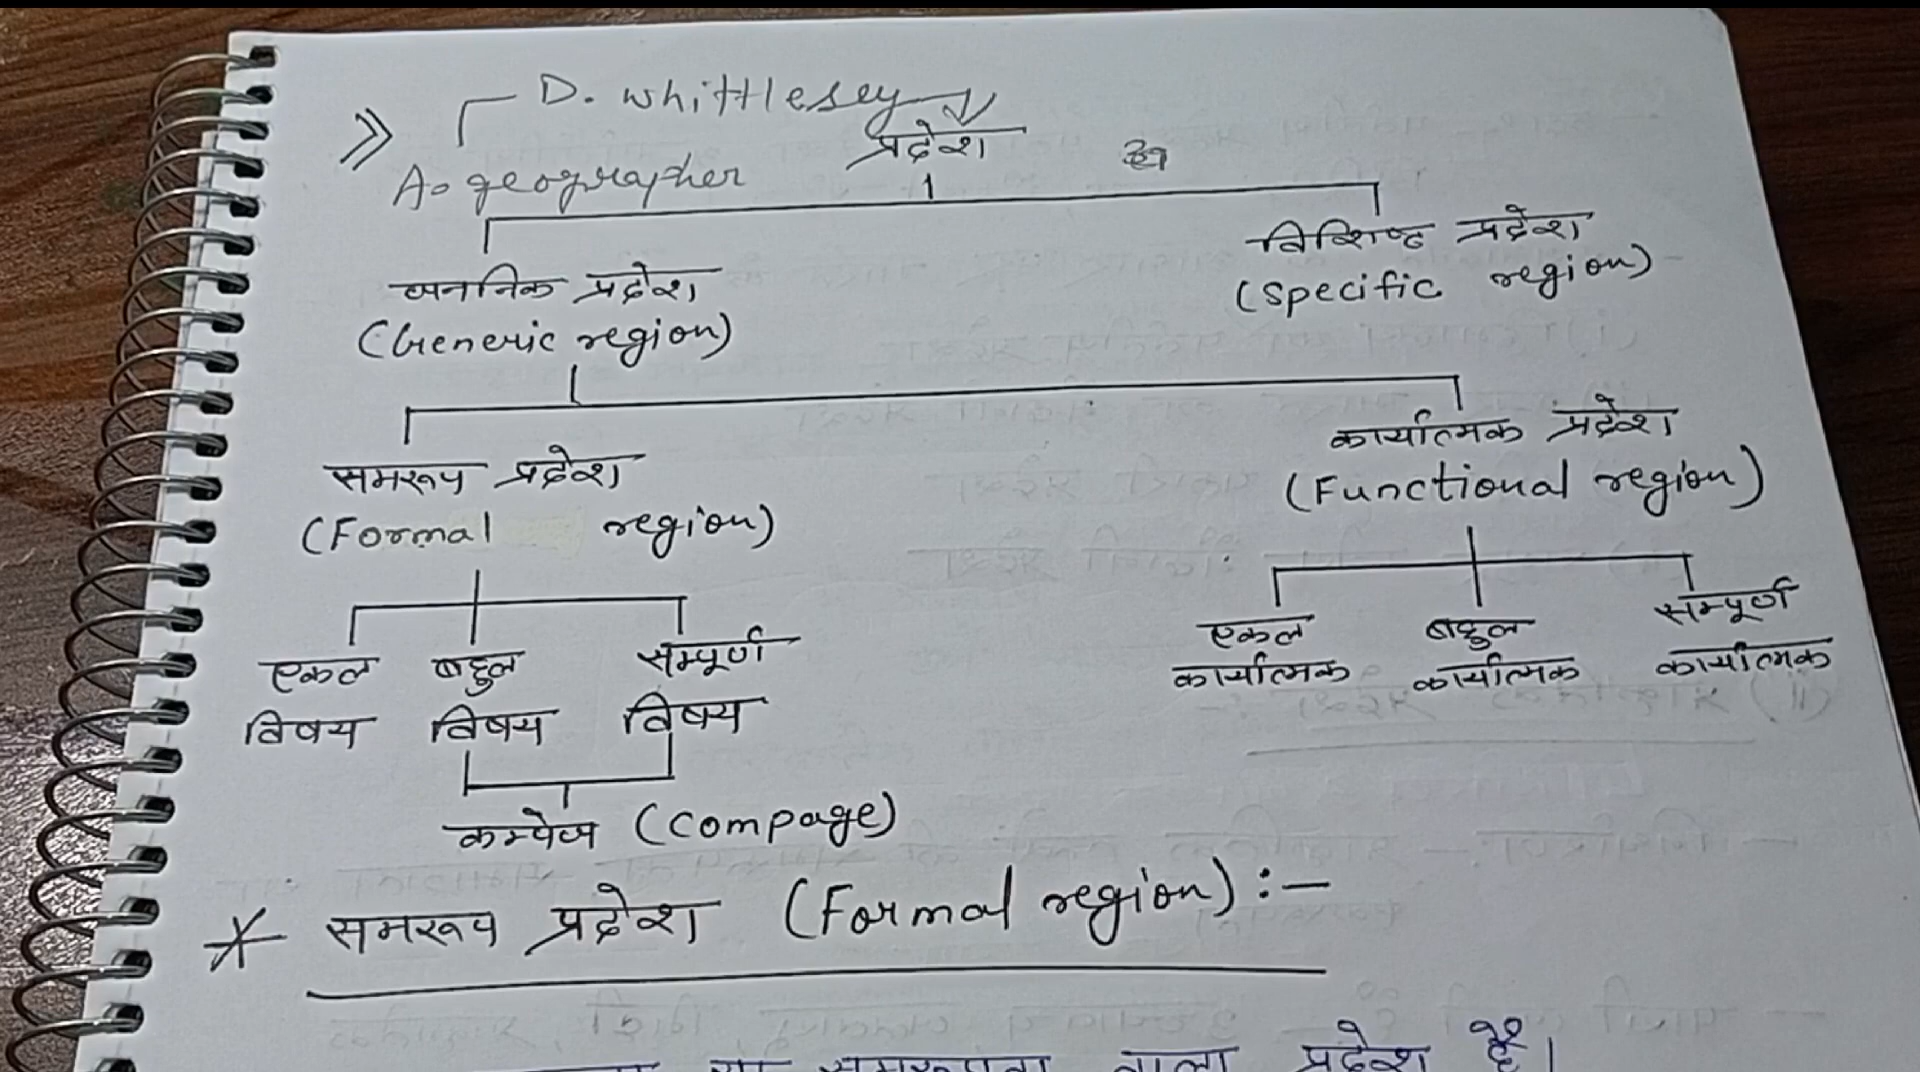 D. whittlesey
प्रदेश
A. geographer
जननिक प्रदेश
(Generic region)
विशिष्ट प्रदेश
(Specific region)
समरूप प्रदेश
(Formal region)
कार्यात्मक प्रदेश
(Functional region)
एकल विषय
बहुल विषय
सम्पूर्ण विषय
कम्पेज (Compage)
एकल कार्यात्मक
बहुल कार्यात्मक
सम्पूर्ण कार्यात्मक
* समरूप प्रदेश (Formal region) :-
वाला प्रदेश है।